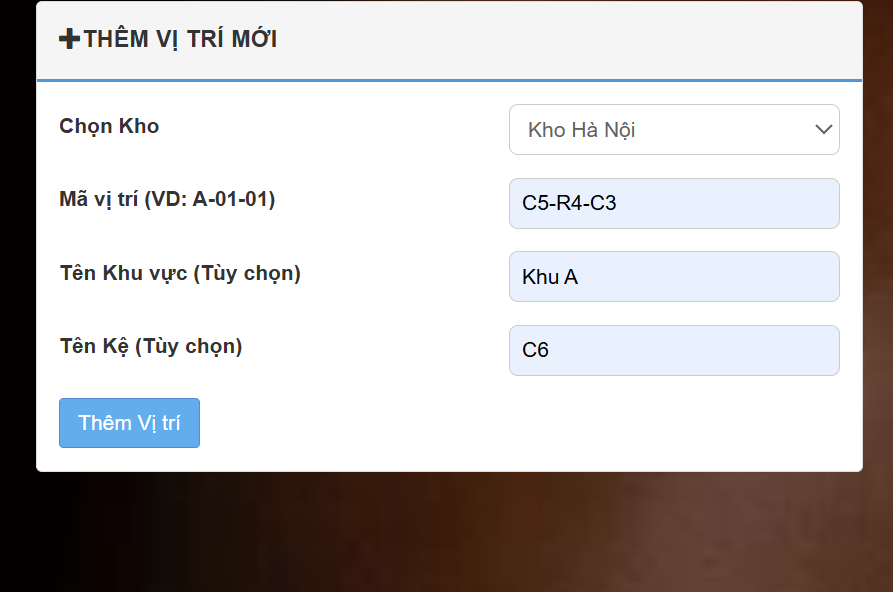 THÊM VỊ TRÍ MỚI
Chọn Kho
Kho Hà Nội
Mã vị trí (VD: A-01-01)
C5-R4-C3
Tên Khu vực (Tùy chọn)
Khu A
Tên Kệ (Tùy chọn)
C6
Thêm Vị trí